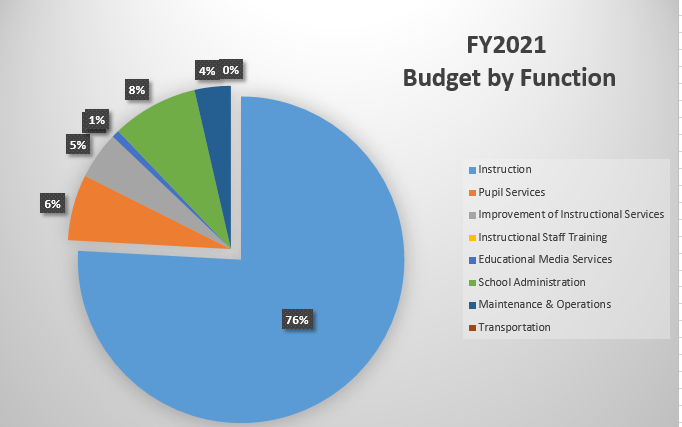 FY2021
Budget by Function
4% 0%
8%
1%
5%
6%
76%
Instruction
Pupil Services
Improvement of Instructional Services
Instructional Staff Training
Educational Media Services
School Administration
Maintenance & Operations
Transportation